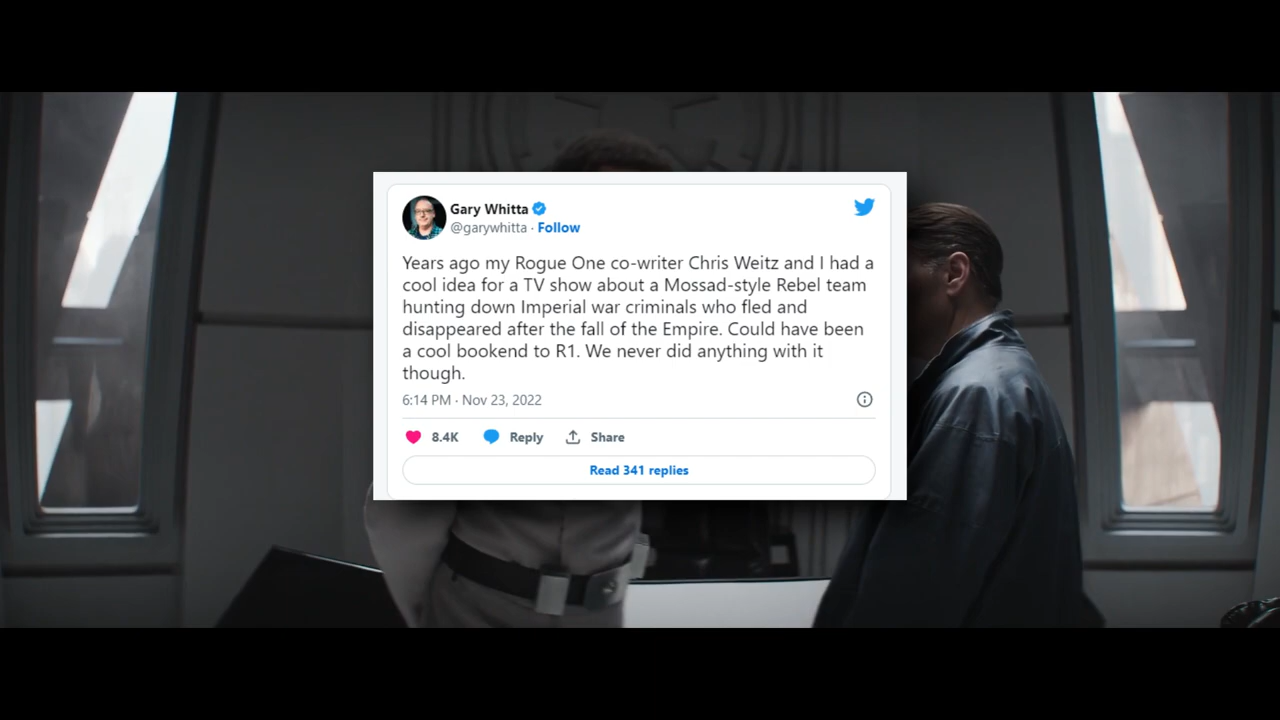 Gary Whitta
@garywhitta · Follow
Years ago my Rogue One co-writer Chris Weitz and I had a
cool idea for a TV show about a Mossad-style Rebel team
hunting down Imperial war criminals who fled and
disappeared after the fall of the Empire. Could have been
a cool bookend to R1. We never did anything with it
though.
6:14 PM · Nov 23, 2022
8.4K Reply Share
Read 341 replies